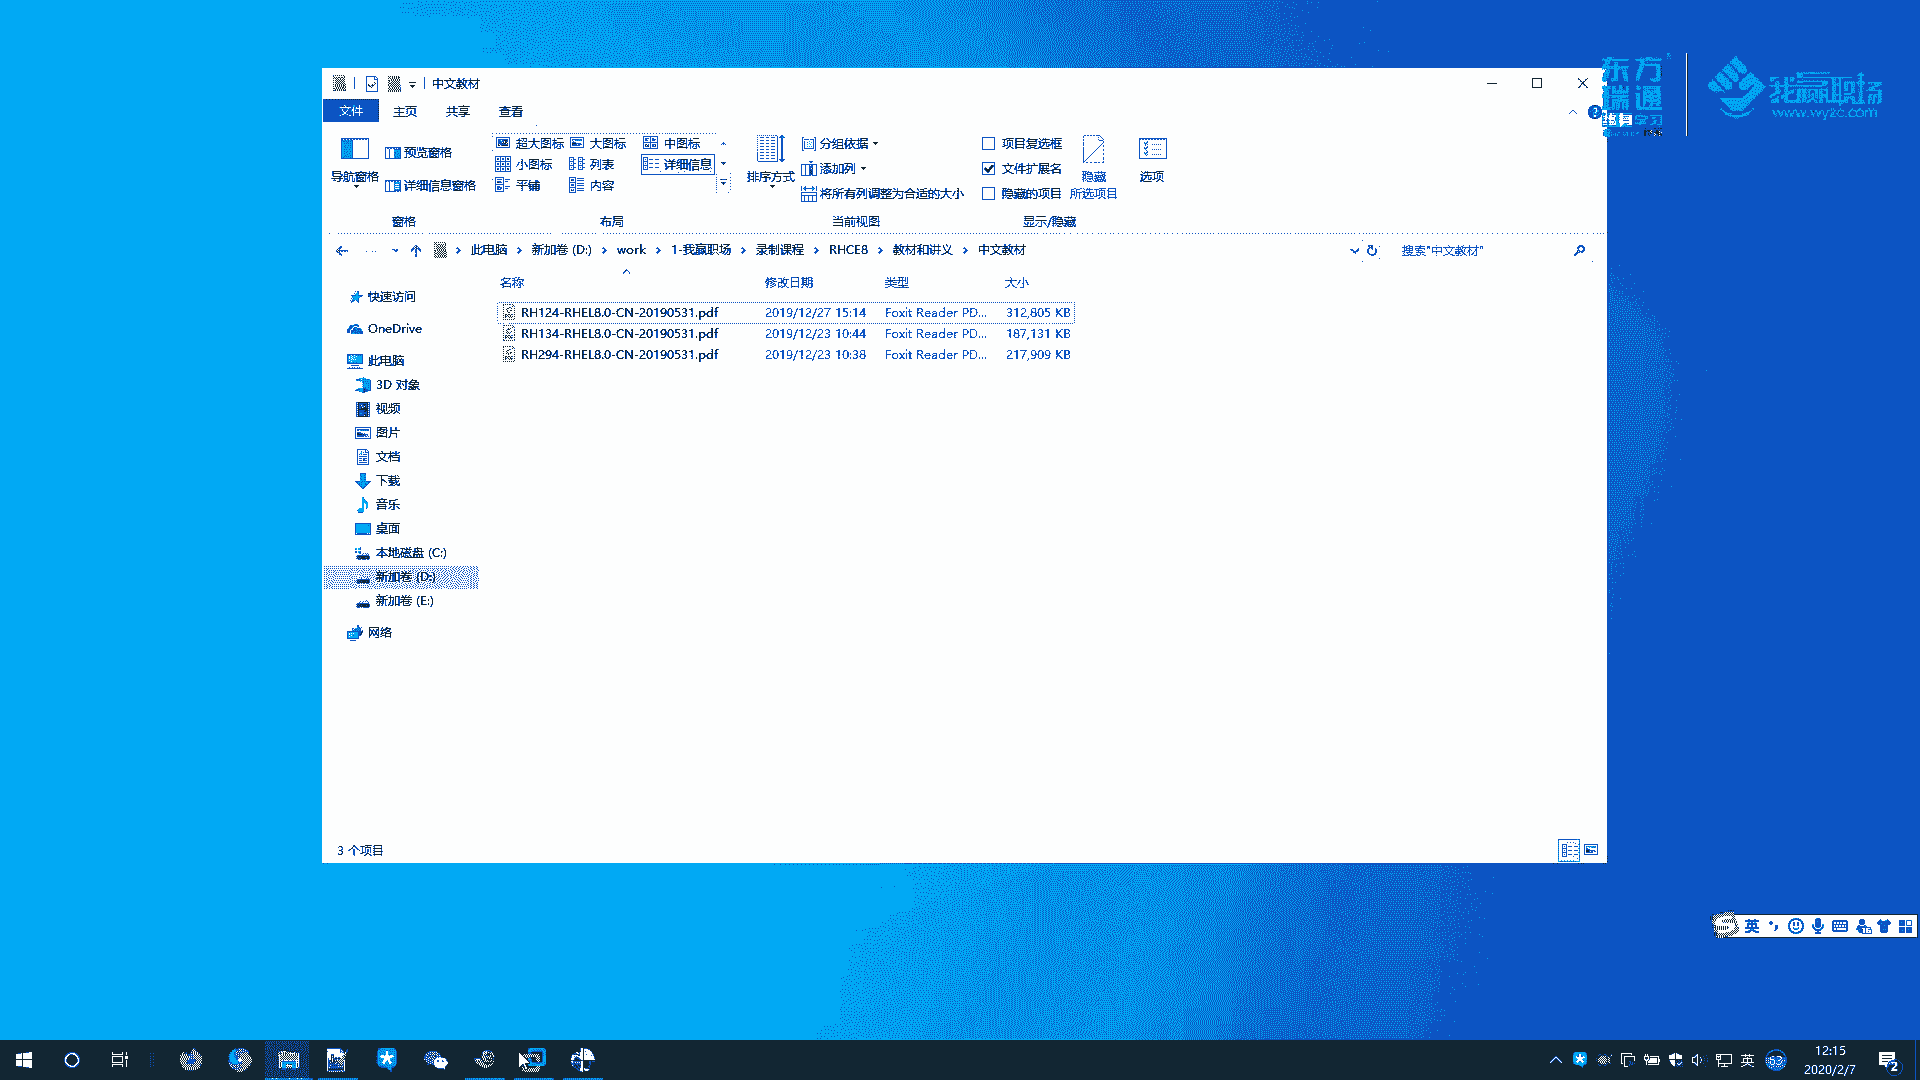 中文教材
文件 主页 共享 查看
导航窗格 预览窗格 详细信息窗格 窗格
超大图标 大图标 中图标
小图标 列表 详细信息
平铺 内容
布局
排序方式 分组依据
添加列
将所有列调整为合适的大小
当前视图
项目复选框
文件扩展名
隐藏的项目
隐藏
所选项目
显示/隐藏
选项
东方
瑞通
终身学习
我赢职场
www.wyzc.com
此电脑 新加卷 (D:) work 1-我赢职场 录制课程 RHCE8 教材和讲义 中文教材
搜索"中文教材"
名称 修改日期 类型 大小
RH124-RHEL8.0-CN-20190531.pdf 2019/12/27 15:14 Foxit Reader PD... 312,805 KB
RH134-RHEL8.0-CN-20190531.pdf 2019/12/23 10:44 Foxit Reader PD... 187,131 KB
RH294-RHEL8.0-CN-20190531.pdf 2019/12/23 10:38 Foxit Reader PD... 217,909 KB
快速访问
OneDrive
此电脑
3D 对象
视频
图片
文档
下载
音乐
桌面
本地磁盘 (C:)
新加卷 (D:)
新加卷 (E:)
网络
3 个项目
英
英
63
12:15
2020/2/7
2